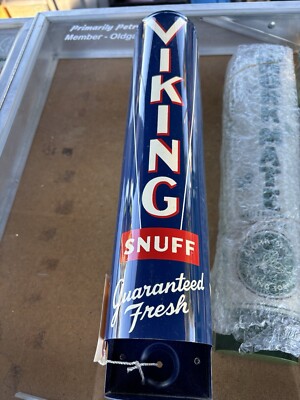 Primarily Petr
Member - Oldg
VIKING
SNUFF
Guaranteed
Fresh